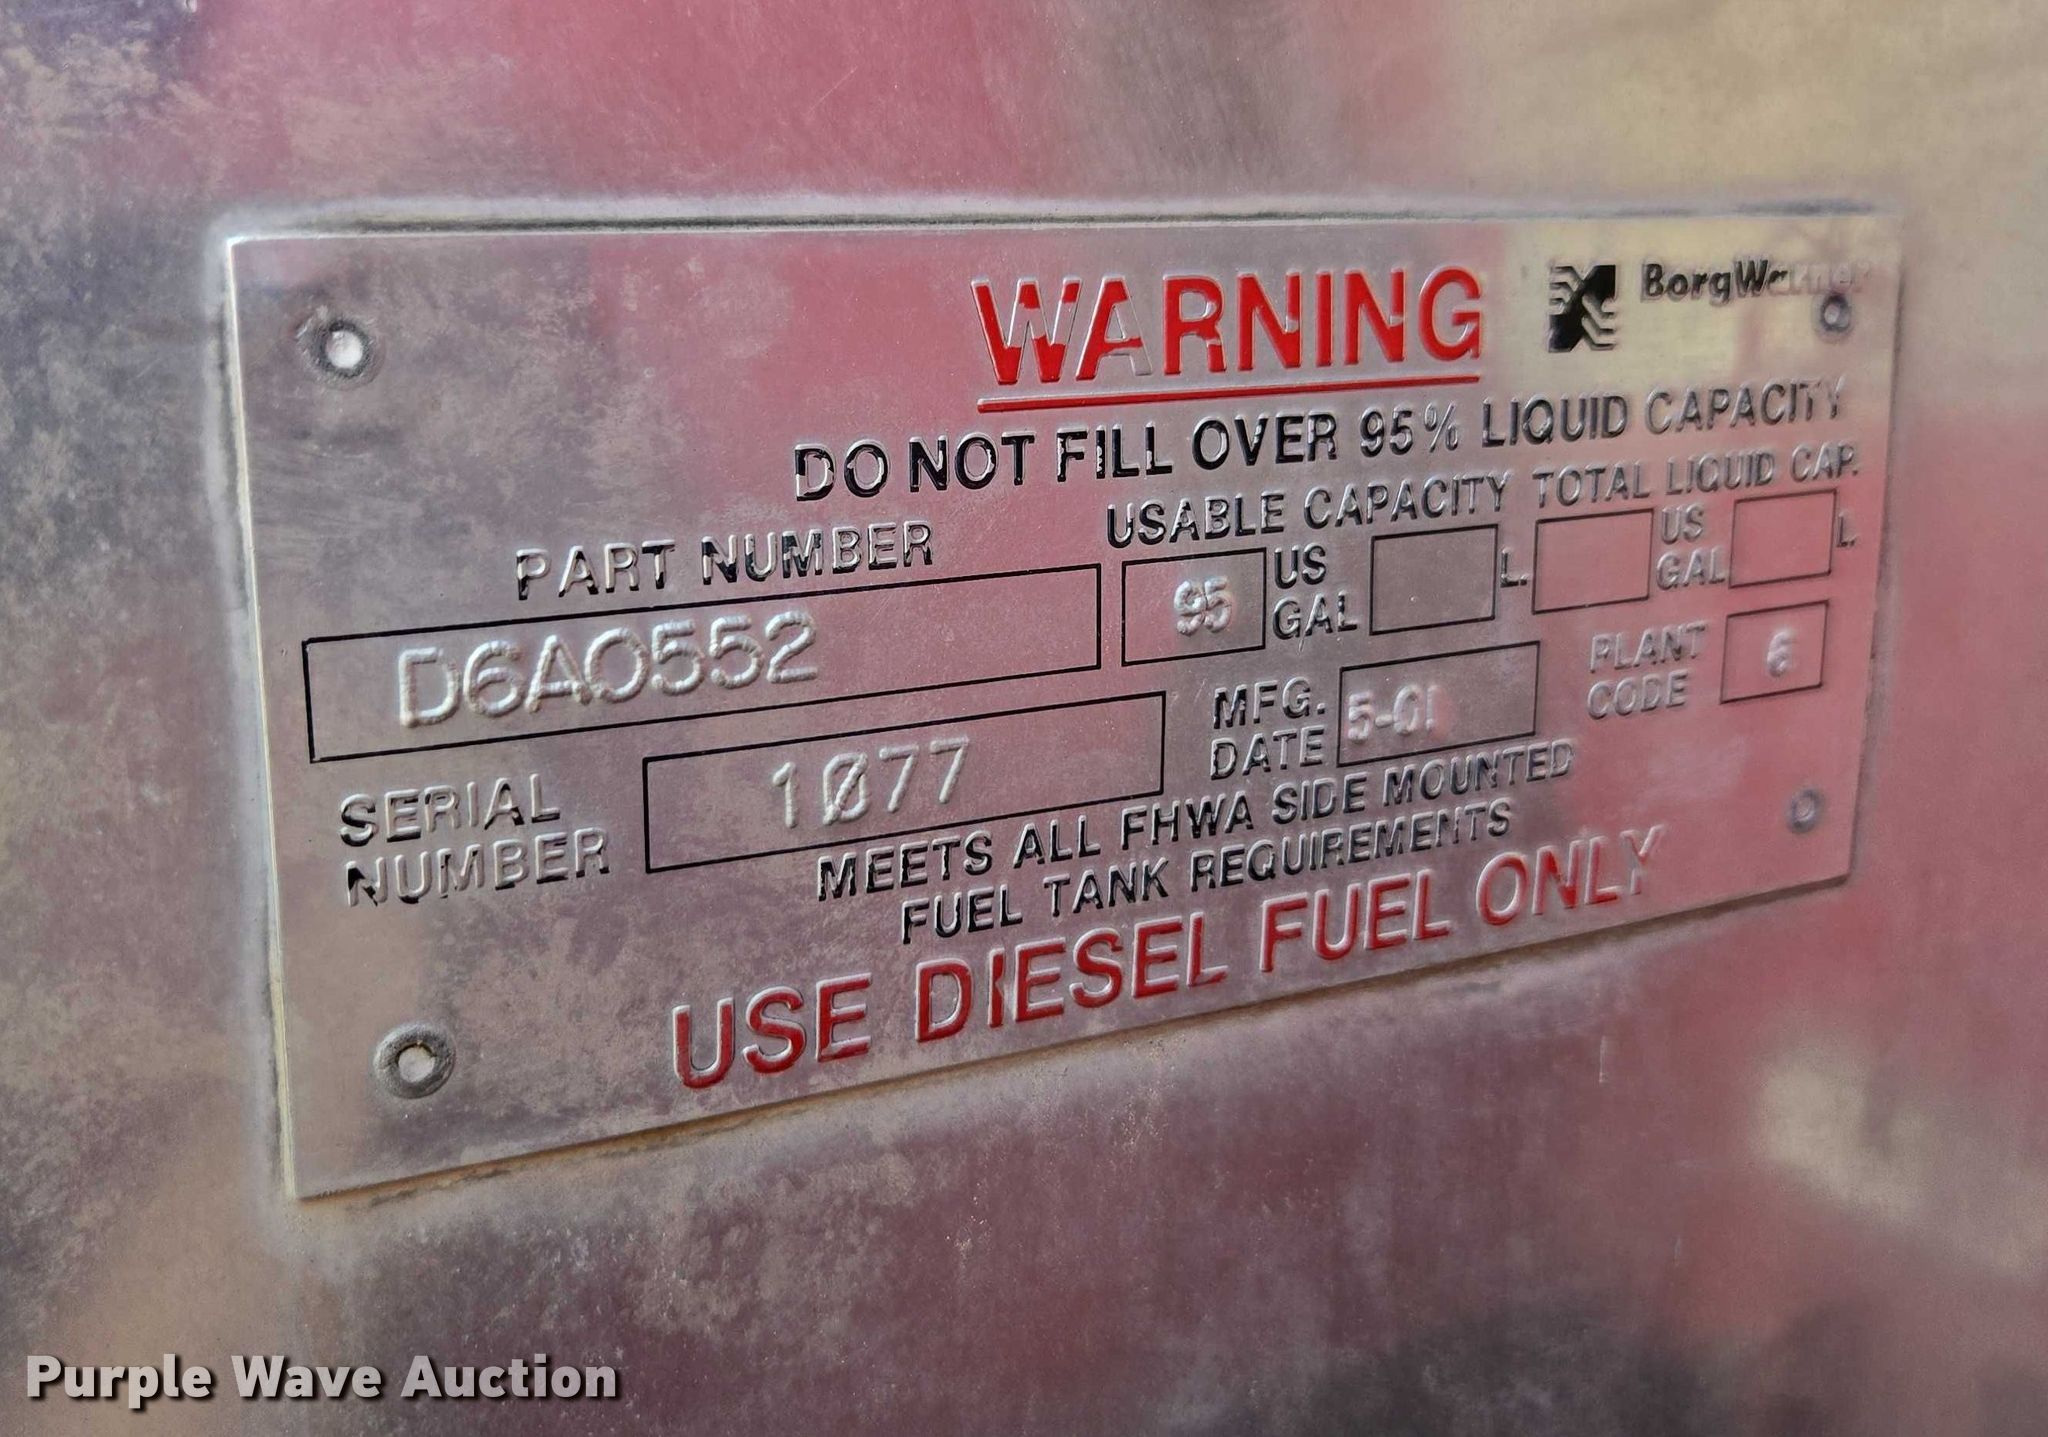 WARNING
BorgWarner
DO NOT FILL OVER 95% LIQUID CAPACITY
PART NUMBER
D6A0552
USABLE CAPACITY
95 US GAL
L.
TOTAL LIQUID CAP.
US GAL
L.
SERIAL NUMBER
1Ø77
MFG. DATE
5-01
PLANT CODE
6
MEETS ALL FHWA SIDE MOUNTED
FUEL TANK REQUIREMENTS
USE DIESEL FUEL ONLY
Purple Wave Auction